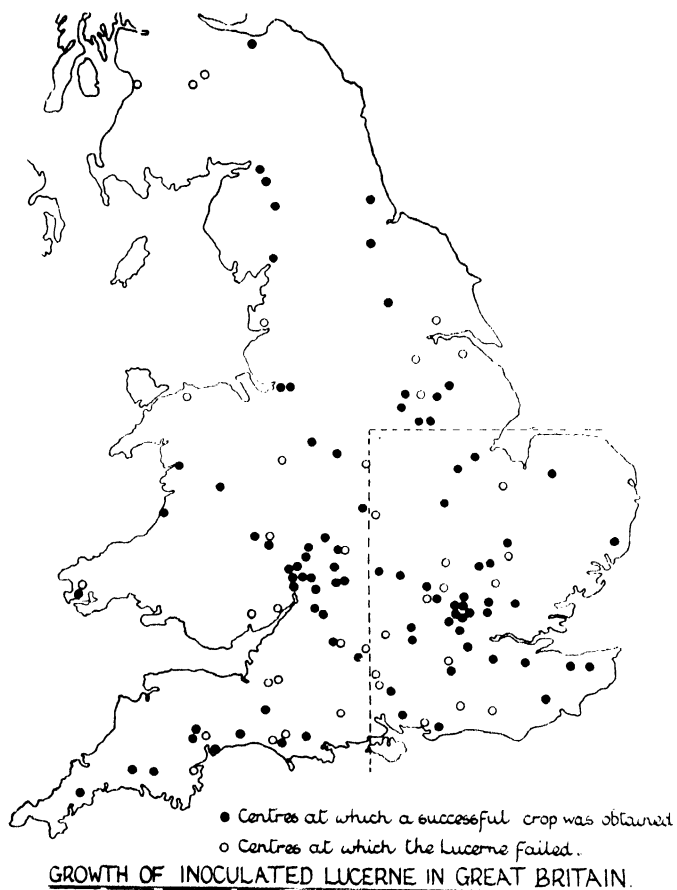 Centres at which a successful crop was obtained
Centres at which the Lucerne failed.
GROWTH OF INOCULATED LUCERNE IN GREAT BRITAIN.